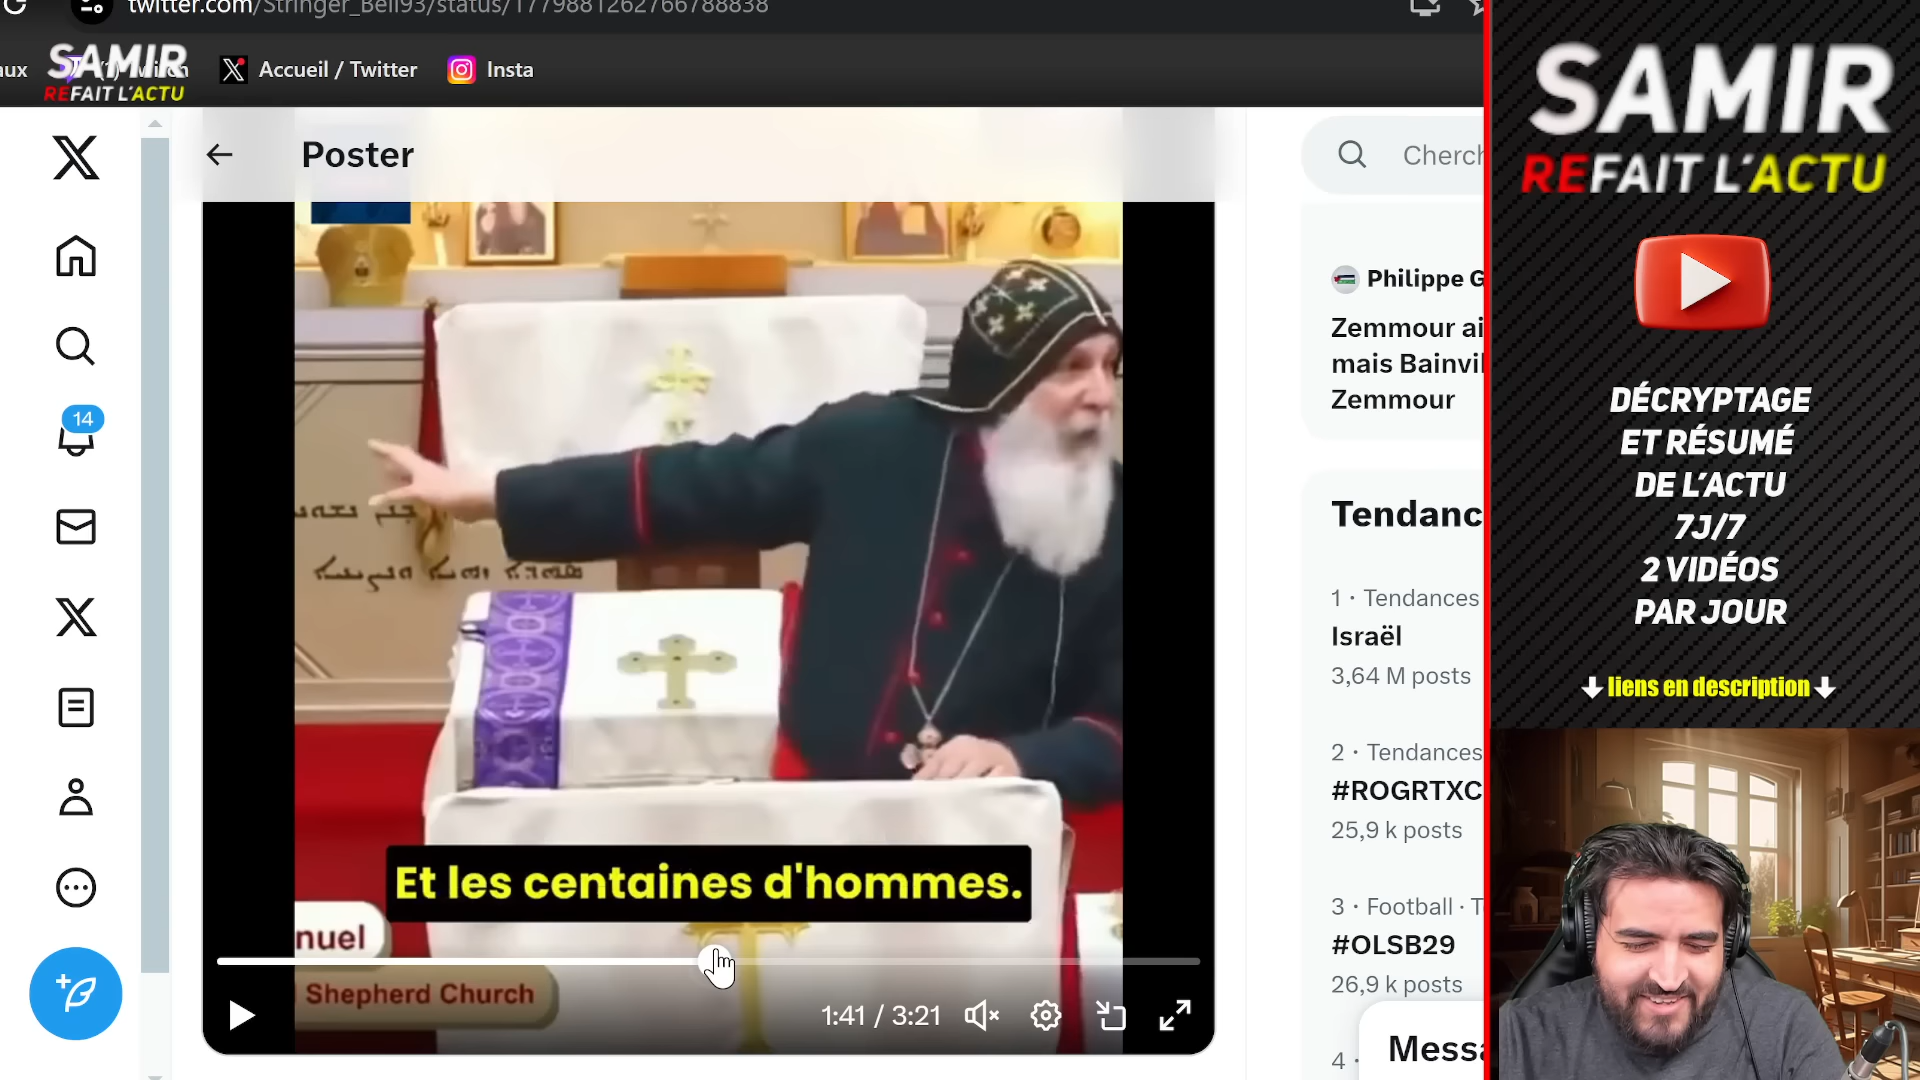 twitter.com/Stringer_Bell93/status/1779881262766788838
SAMIR
REFAIT L'ACTU
aux
Accueil / Twitter
Insta
Poster
14
Et les centaines d'hommes.
nuel
Shepherd Church
1:41 / 3:21
Cherch
Philippe G
Zemmour ai
mais Bainvil
Zemmour
Tendanc
1 · Tendances
Israël
3,64 M posts
2 · Tendances
#ROGRTXC
25,9 k posts
3 · Football · T
#OLSB29
26,9 k posts
4 ·
Messa
SAMIR
REFAIT L'ACTU
DÉCRYPTAGE
ET RÉSUMÉ
DE L'ACTU
7J/7
2 VIDÉOS
PAR JOUR
liens en description